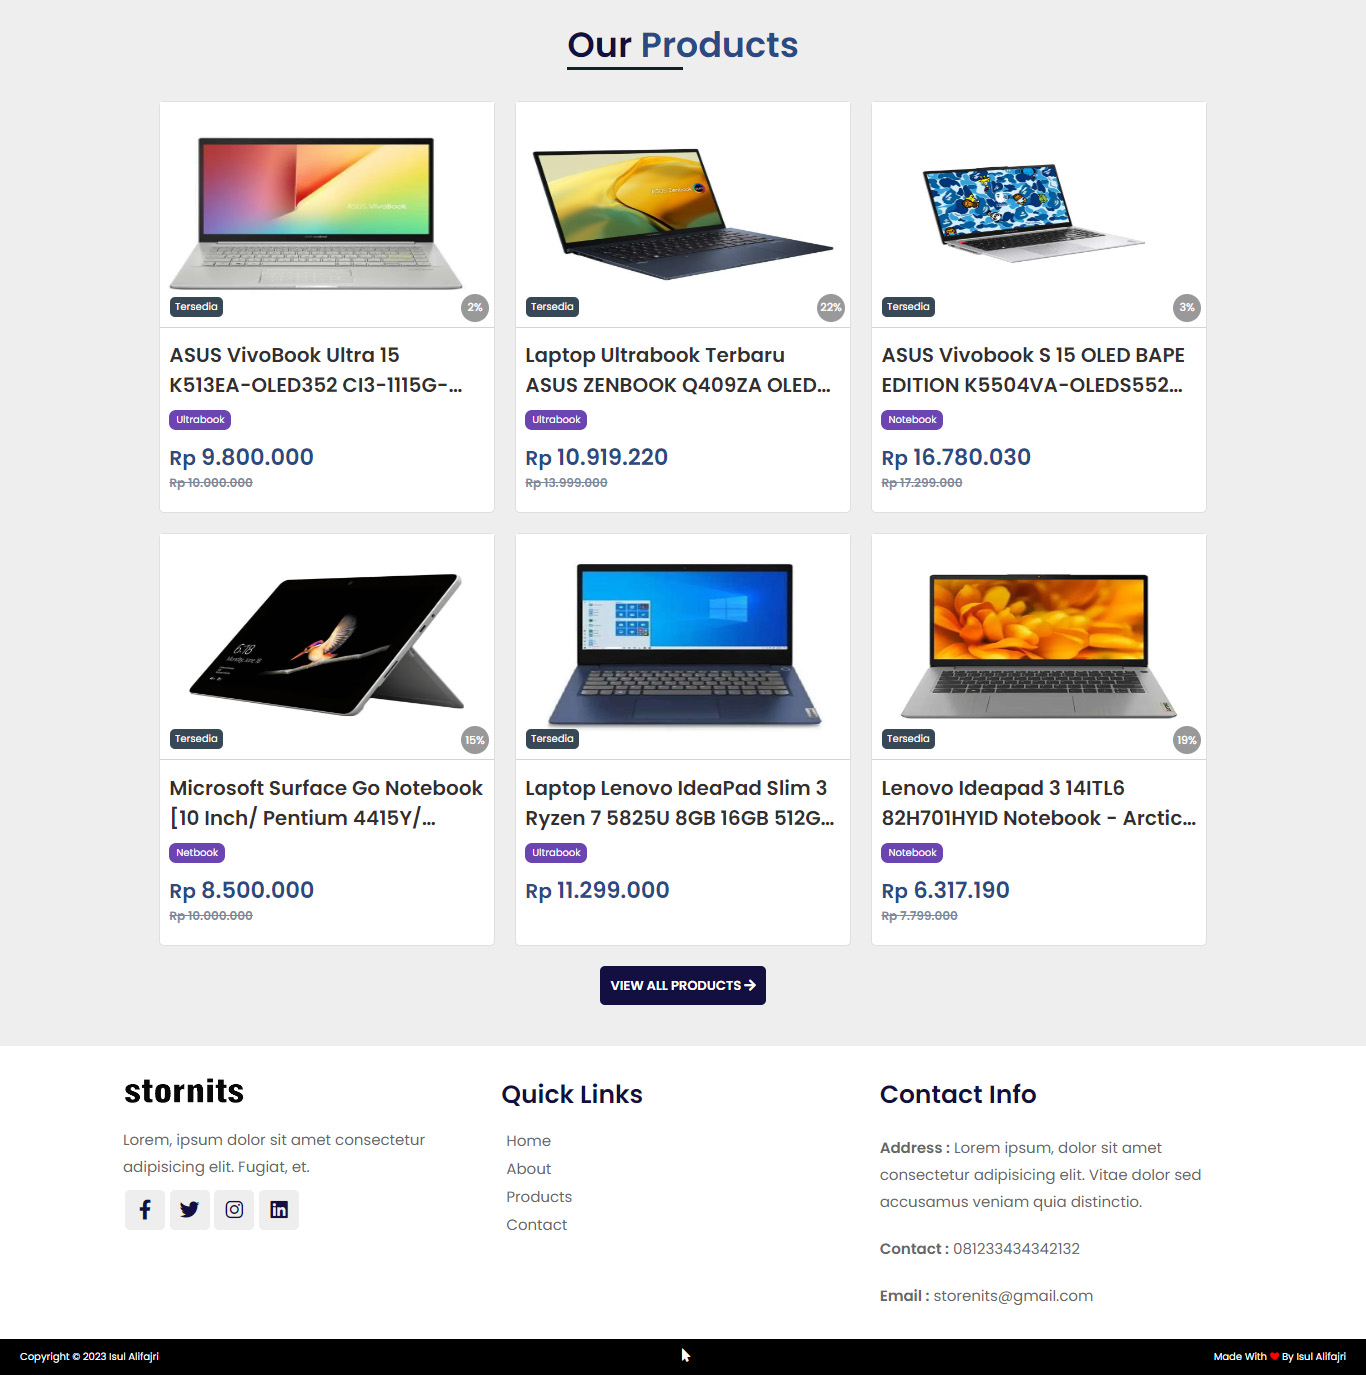 Our Products
ASUS VivoBook
ASUS Zenbook
Tersedia
2%
Tersedia
22%
Tersedia
3%
ASUS VivoBook Ultra 15
K513EA-OLED352 CI3-1115G-...
Ultrabook
Rp 9.800.000
Rp 10.000.000
Laptop Ultrabook Terbaru
ASUS ZENBOOK Q409ZA OLED...
Ultrabook
Rp 10.919.220
Rp 13.999.000
ASUS Vivobook S 15 OLED BAPE
EDITION K5504VA-OLEDS552...
Notebook
Rp 16.780.030
Rp 17.299.000
6:18
Tersedia
15%
Tersedia
Tersedia
19%
Microsoft Surface Go Notebook
[10 Inch/ Pentium 4415Y/...
Netbook
Rp 8.500.000
Rp 10.000.000
Laptop Lenovo IdeaPad Slim 3
Ryzen 7 5825U 8GB 16GB 512G...
Ultrabook
Rp 11.299.000
Lenovo Ideapad 3 14ITL6
82H701HYID Notebook - Arctic...
Notebook
Rp 6.317.190
Rp 7.799.000
VIEW ALL PRODUCTS
stornits
Lorem, ipsum dolor sit amet consectetur
adipisicing elit. Fugiat, et.
Quick Links
Home
About
Products
Contact
Contact Info
Address : Lorem ipsum, dolor sit amet
consectetur adipisicing elit. Vitae dolor sed
accusamus veniam quia distinctio.
Contact : 081233434342132
Email : storenits@gmail.com
Copyright © 2023 Isul Alifajri
Made With ❤ By Isul Alifajri